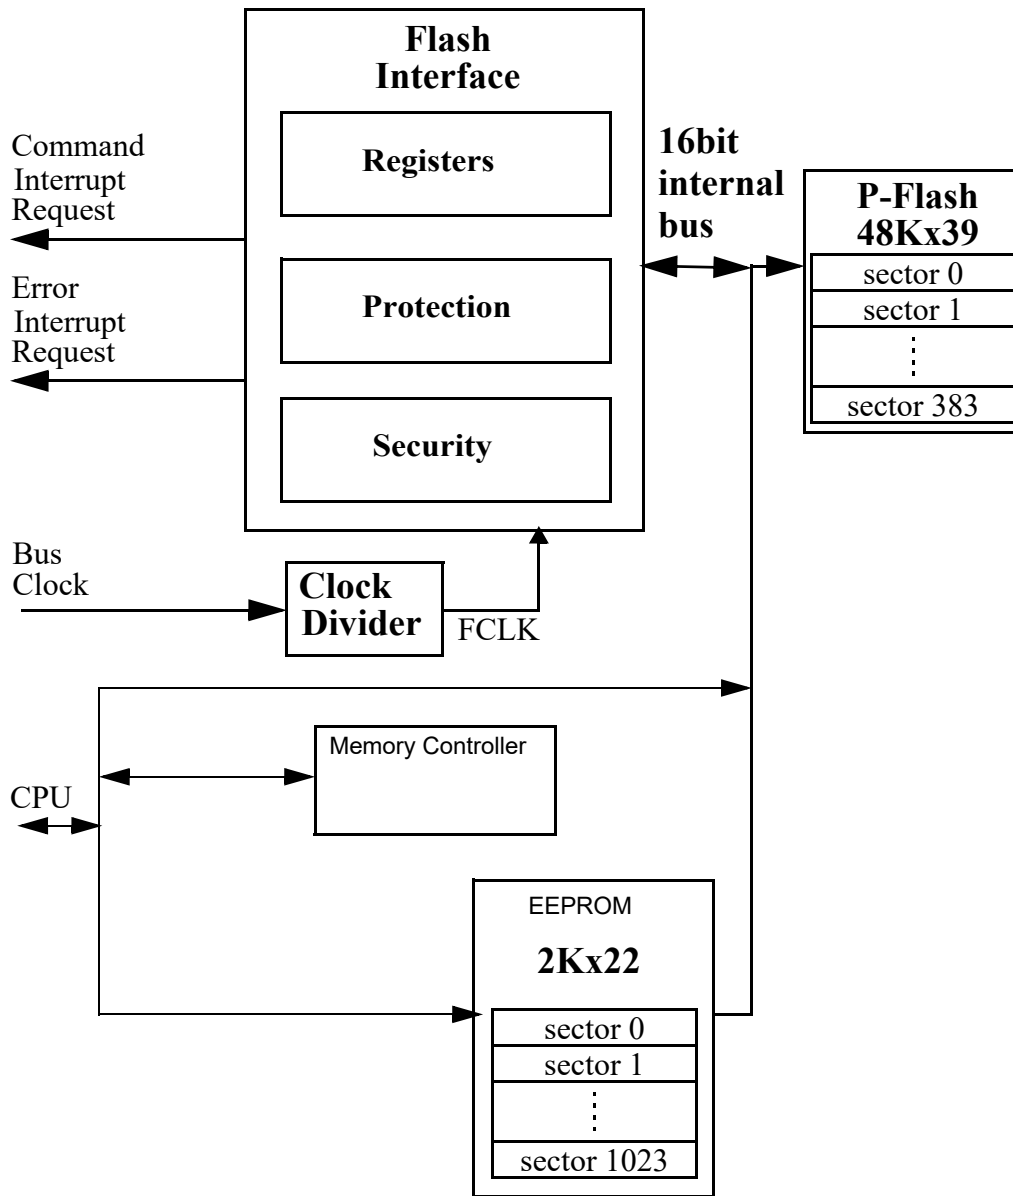 Flash
Interface
Registers
Protection
Security
Command
Interrupt
Request
Error
Interrupt
Request
16bit
internal
bus
P-Flash
48Kx39
sector 0
sector 1
sector 383
Bus
Clock
Clock
Divider
FCLK
Memory Controller
CPU
EEPROM
2Kx22
sector 0
sector 1
sector 1023